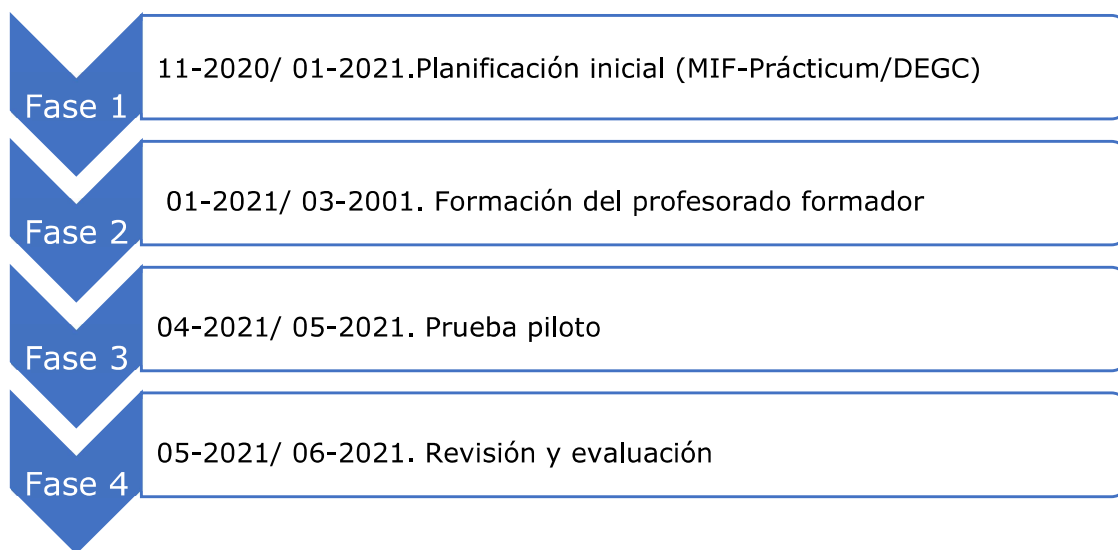 Fase 1
11-2020/ 01-2021.Planificación inicial (MIF-Prácticum/DEGC)
Fase 2
01-2021/ 03-2001. Formación del profesorado formador
Fase 3
04-2021/ 05-2021. Prueba piloto
Fase 4
05-2021/ 06-2021. Revisión y evaluación